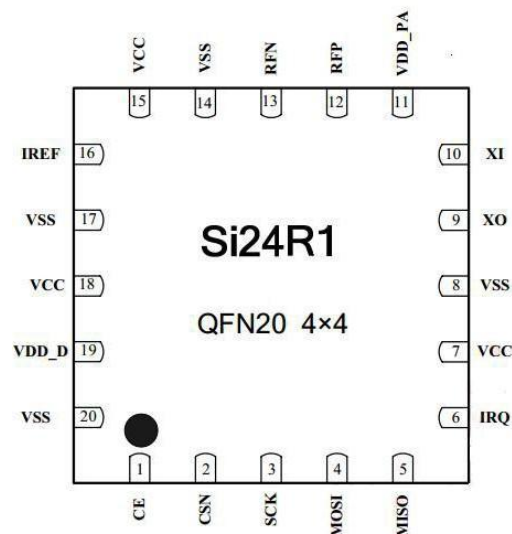 VCC VSS RFN RFP VDD_PA
15 14 13 12 11
IREF 16 10 XI
VSS 17 9 XO
Si24R1
VCC 18 8 VSS
QFN20 4×4
VDD_D 19 7 VCC
VSS 20 6 IRQ
1 2 3 4 5
CE CSN SCK MOSI MISO